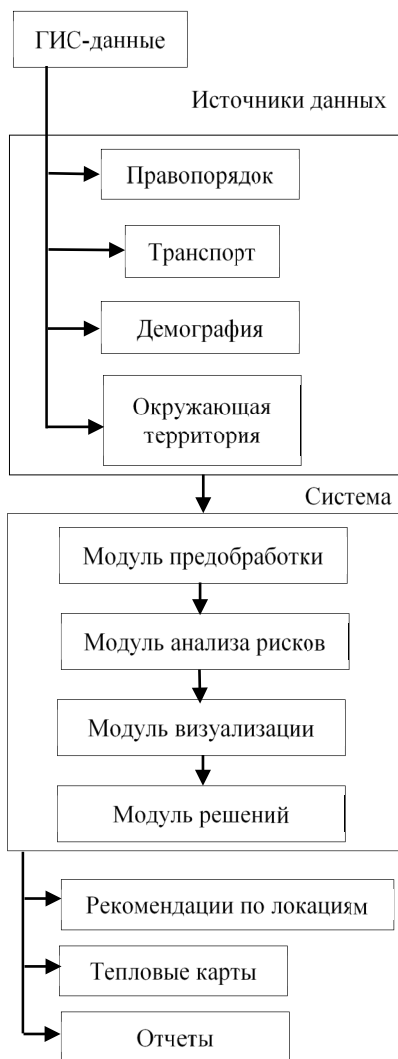 ГИС-данные
Источники данных
Правопорядок
Транспорт
Демография
Окружающая
территория
Система
Модуль предобработки
Модуль анализа рисков
Модуль визуализации
Модуль решений
Рекомендации по локациям
Тепловые карты
Отчеты